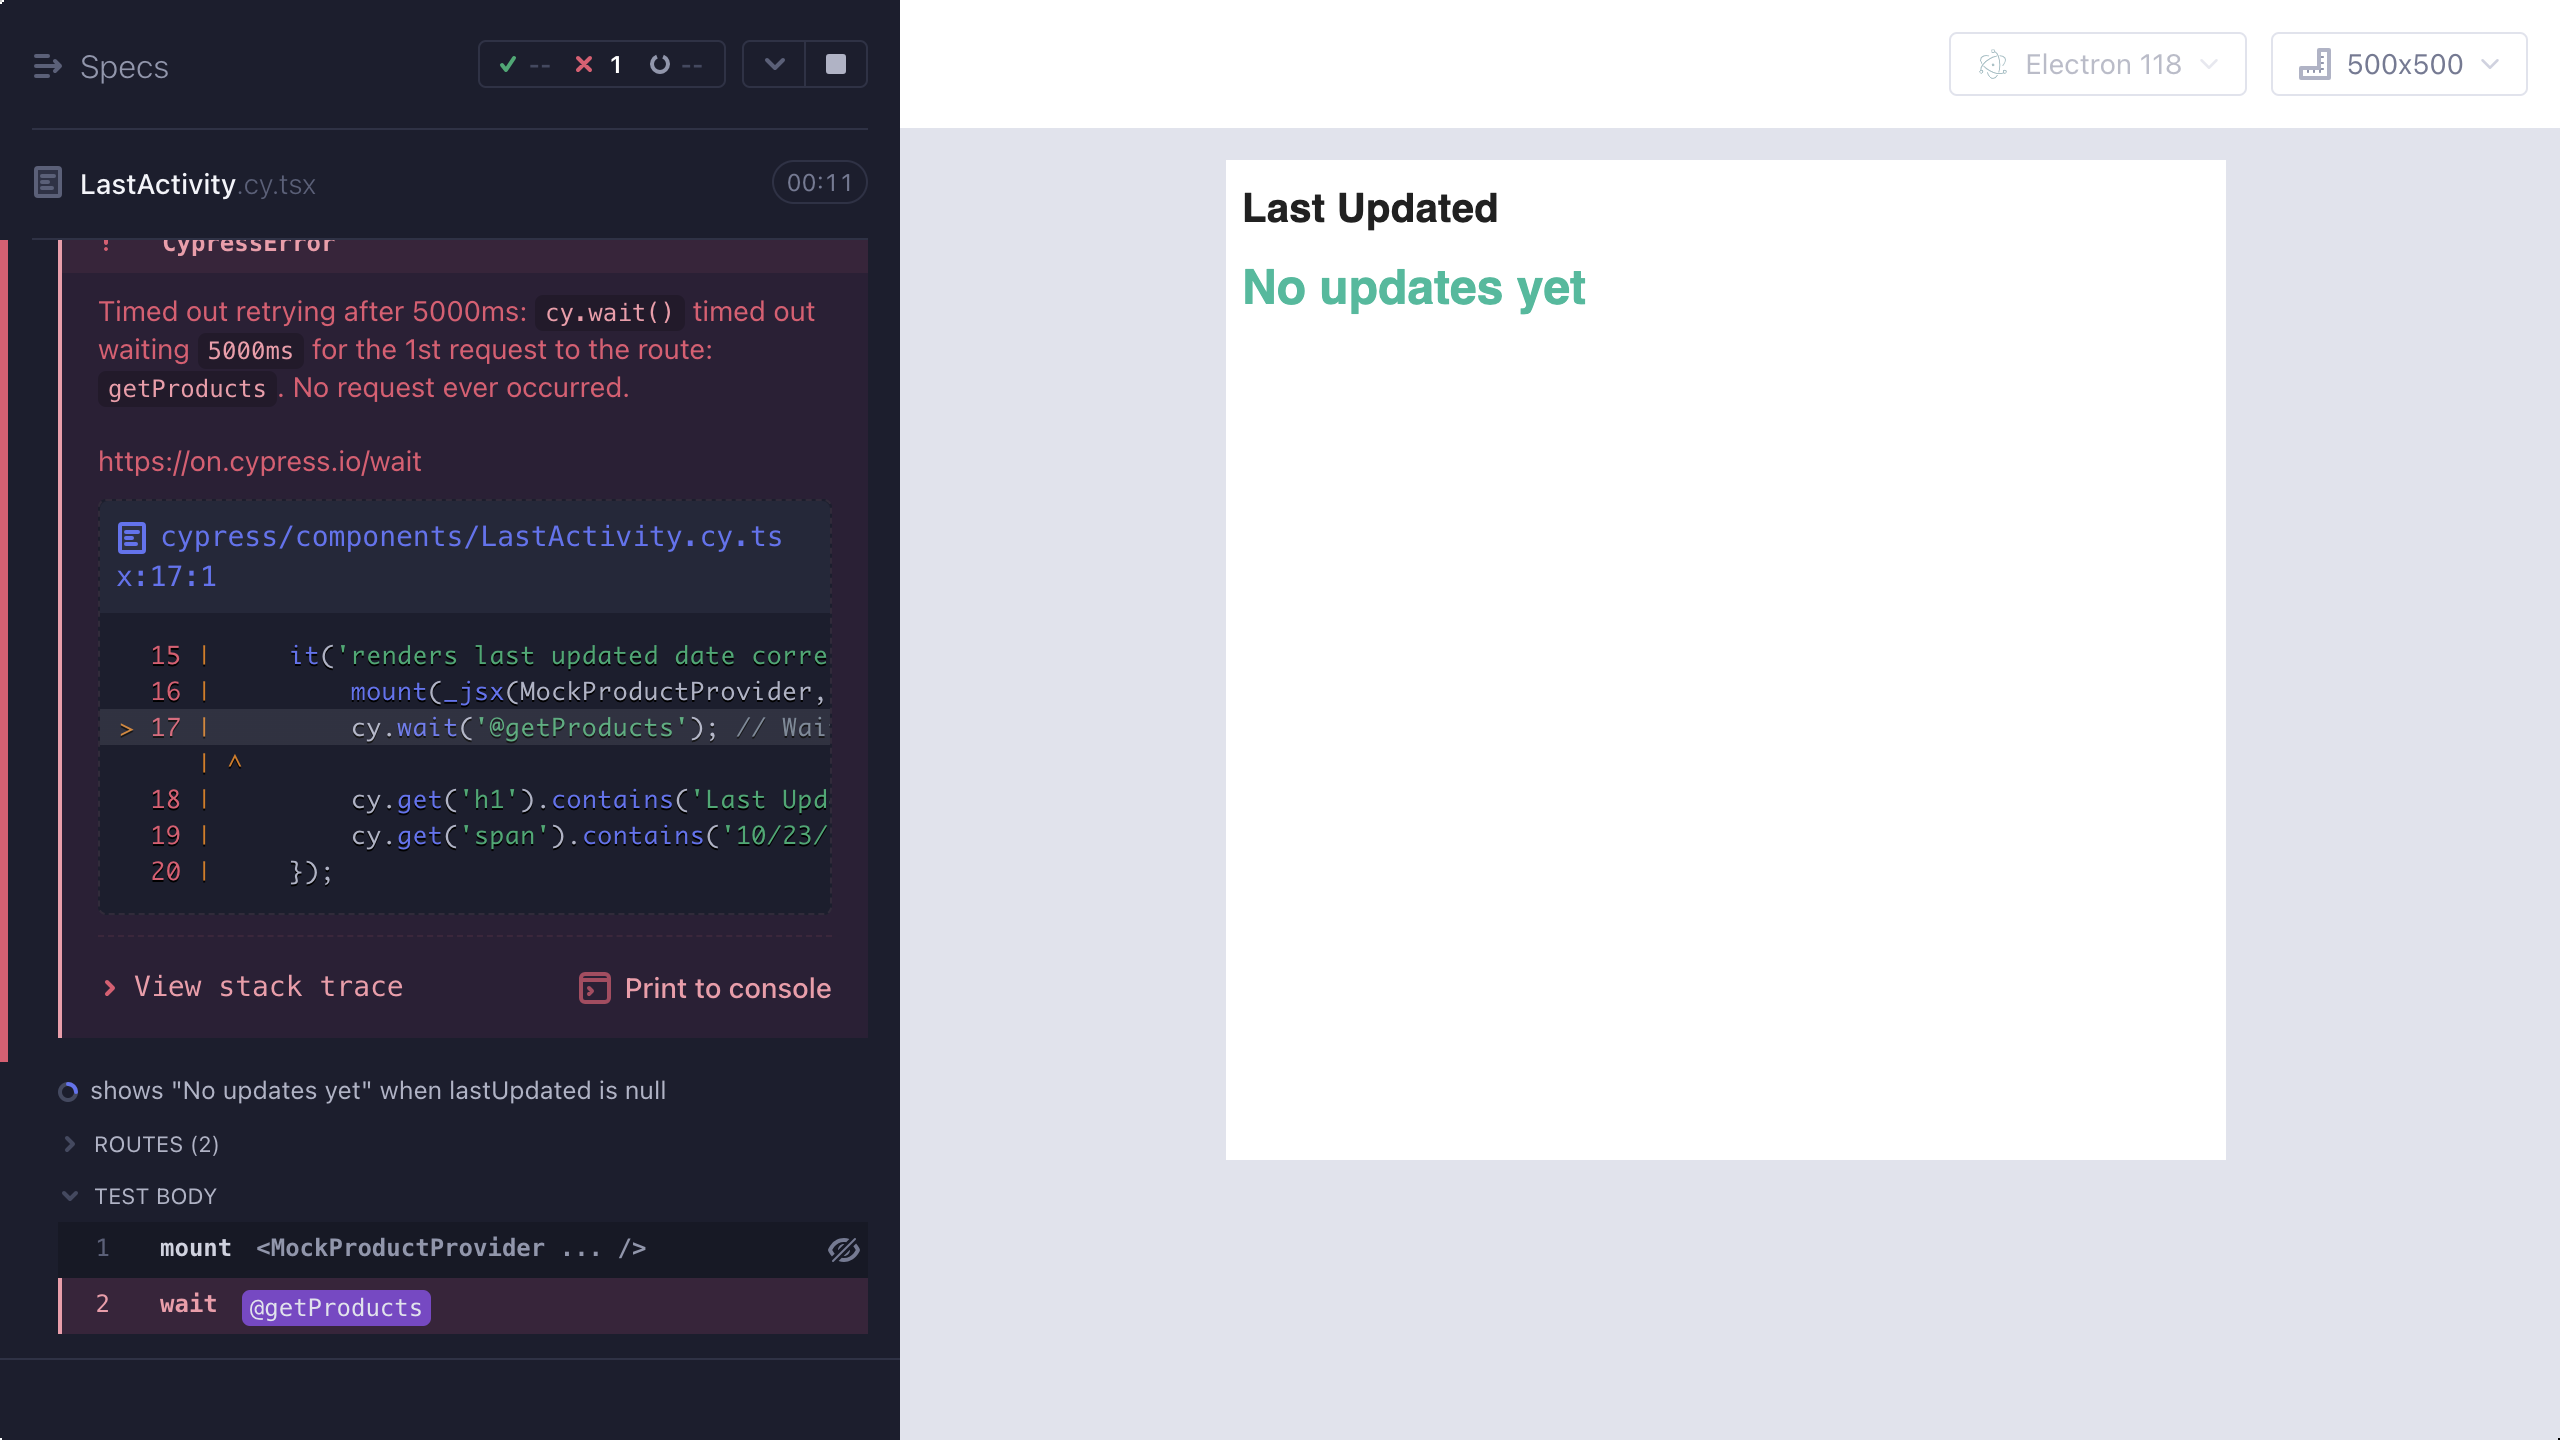 Specs
-- 1 --
LastActivity.cy.tsx
00:11
! CypressError
Timed out retrying after 5000ms: cy.wait() timed out
waiting 5000ms for the 1st request to the route:
getProducts. No request ever occurred.
https://on.cypress.io/wait
cypress/components/LastActivity.cy.ts
x:17:1
15 | it('renders last updated date corre
16 | mount(_jsx(MockProductProvider,
> 17 | cy.wait('@getProducts'); // Wai
| ^
18 | cy.get('h1').contains('Last Upd
19 | cy.get('span').contains('10/23/
20 | });
View stack trace
Print to console
shows "No updates yet" when lastUpdated is null
ROUTES (2)
TEST BODY
1 mount <MockProductProvider ... />
2 wait @getProducts
Electron 118
500x500
Last Updated
No updates yet